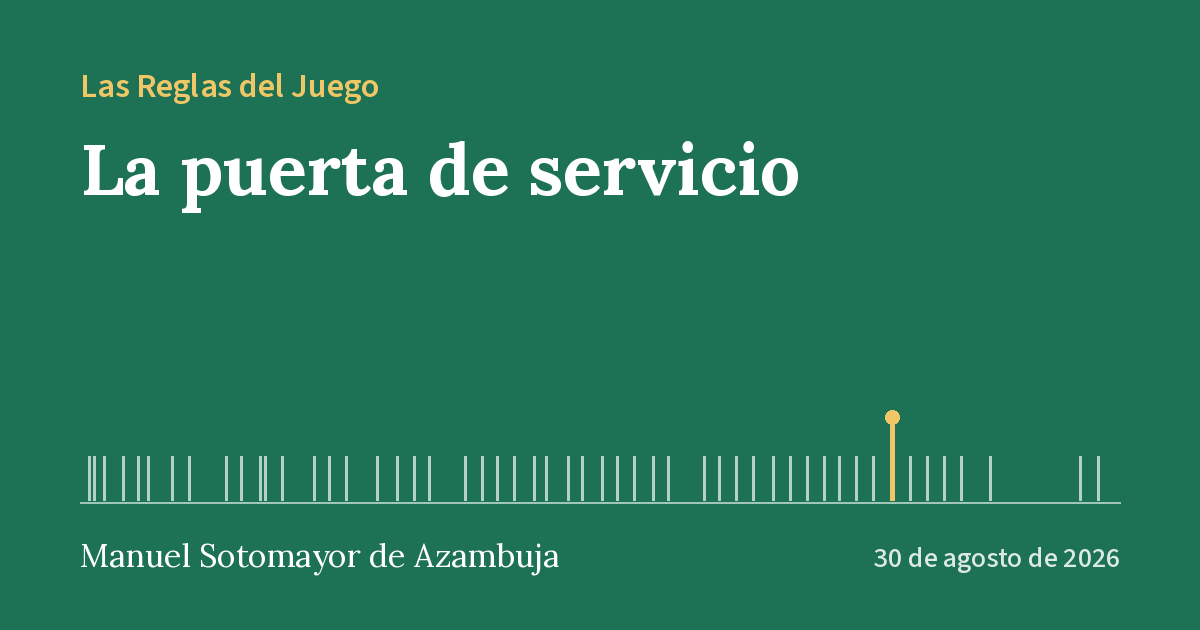 Las Reglas del Juego
La puerta de servicio
Manuel Sotomayor de Azambuja
30 de agosto de 2026